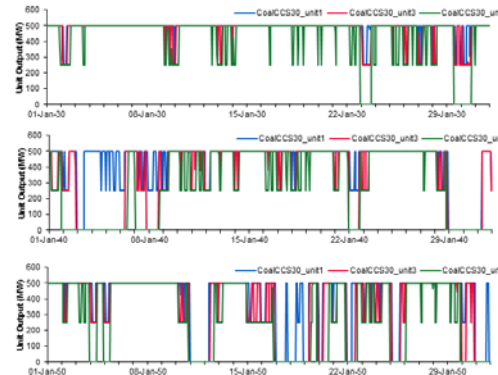 600
500
400
300
200
100
0
Unit Output (MW)
CoalCCS30_unit1 CoalCCS30_unit3 CoalCCS30_unit2
01-Jan-30 08-Jan-30 15-Jan-30 22-Jan-30 29-Jan-30
500
400
300
200
100
0
Unit Output (MW)
CoalCCS30_unit1 CoalCCS30_unit3 CoalCCS30_unit2
01-Jan-40 08-Jan-40 15-Jan-40 22-Jan-40 29-Jan-40
600
500
400
300
200
100
0
Unit Output (MW)
CoalCCS30_unit1 CoalCCS30_unit3 CoalCCS30_unit2
01-Jan-50 08-Jan-50 15-Jan-50 22-Jan-50 29-Jan-50